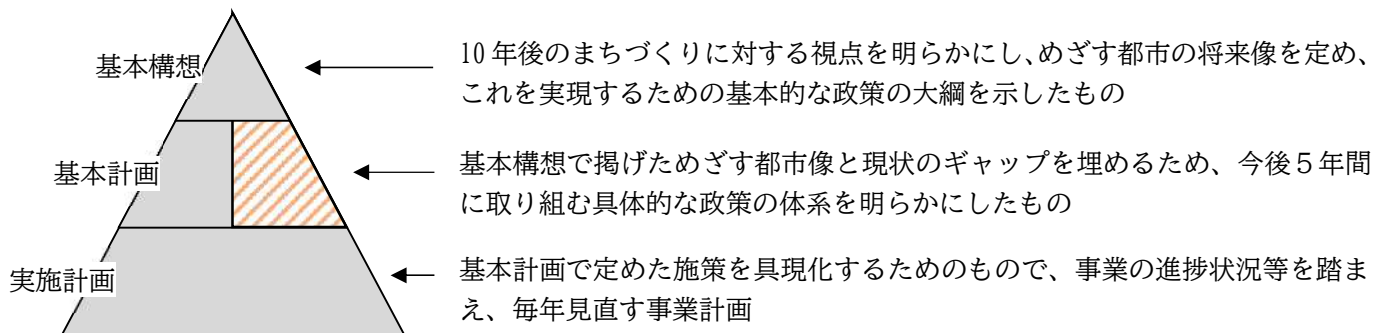 基本構想
10年後のまちづくりに対する視点を明らかにし、めざす都市の将来像を定め、
これを実現するための基本的な政策の大綱を示したもの
基本計画
基本構想で掲げためざす都市像と現状のギャップを埋めるため、今後５年間
に取り組む具体的な政策の体系を明らかにしたもの
実施計画
基本計画で定めた施策を具現化するためのもので、事業の進捗状況等を踏ま
え、毎年見直す事業計画